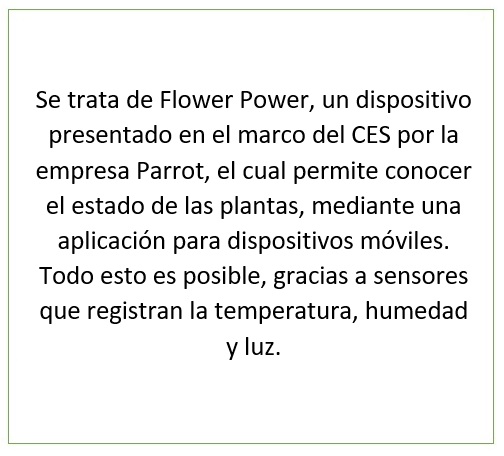 Se trata de Flower Power, un dispositivo
presentado en el marco del CES por la
empresa Parrot, el cual permite conocer
el estado de las plantas, mediante una
aplicación para dispositivos móviles.
Todo esto es posible, gracias a sensores
que registran la temperatura, humedad
y luz.